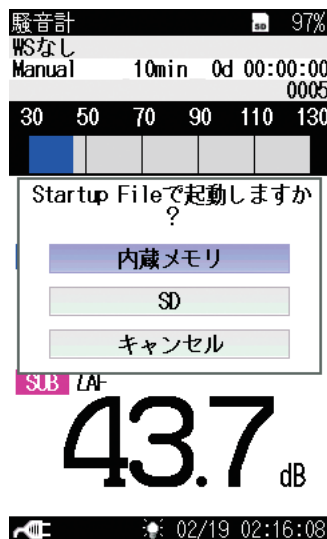 騒音計 SD 97%
WSなし
Manual 10min 0d 00:00:00
0005
30 50 70 90 110 130
Startup Fileで起動しますか
?
内蔵メモリ
SD
キャンセル
SUB LAF
43.7 dB
02/19 02:16:08